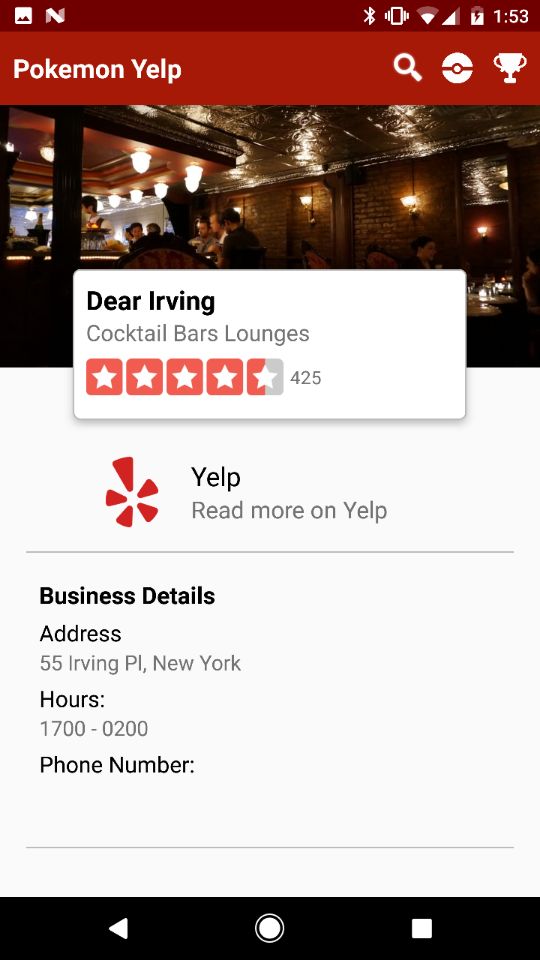 1:53
Pokemon Yelp
Dear Irving
Cocktail Bars Lounges
425
Yelp
Read more on Yelp
Business Details
Address
55 Irving Pl, New York
Hours:
1700 - 0200
Phone Number: